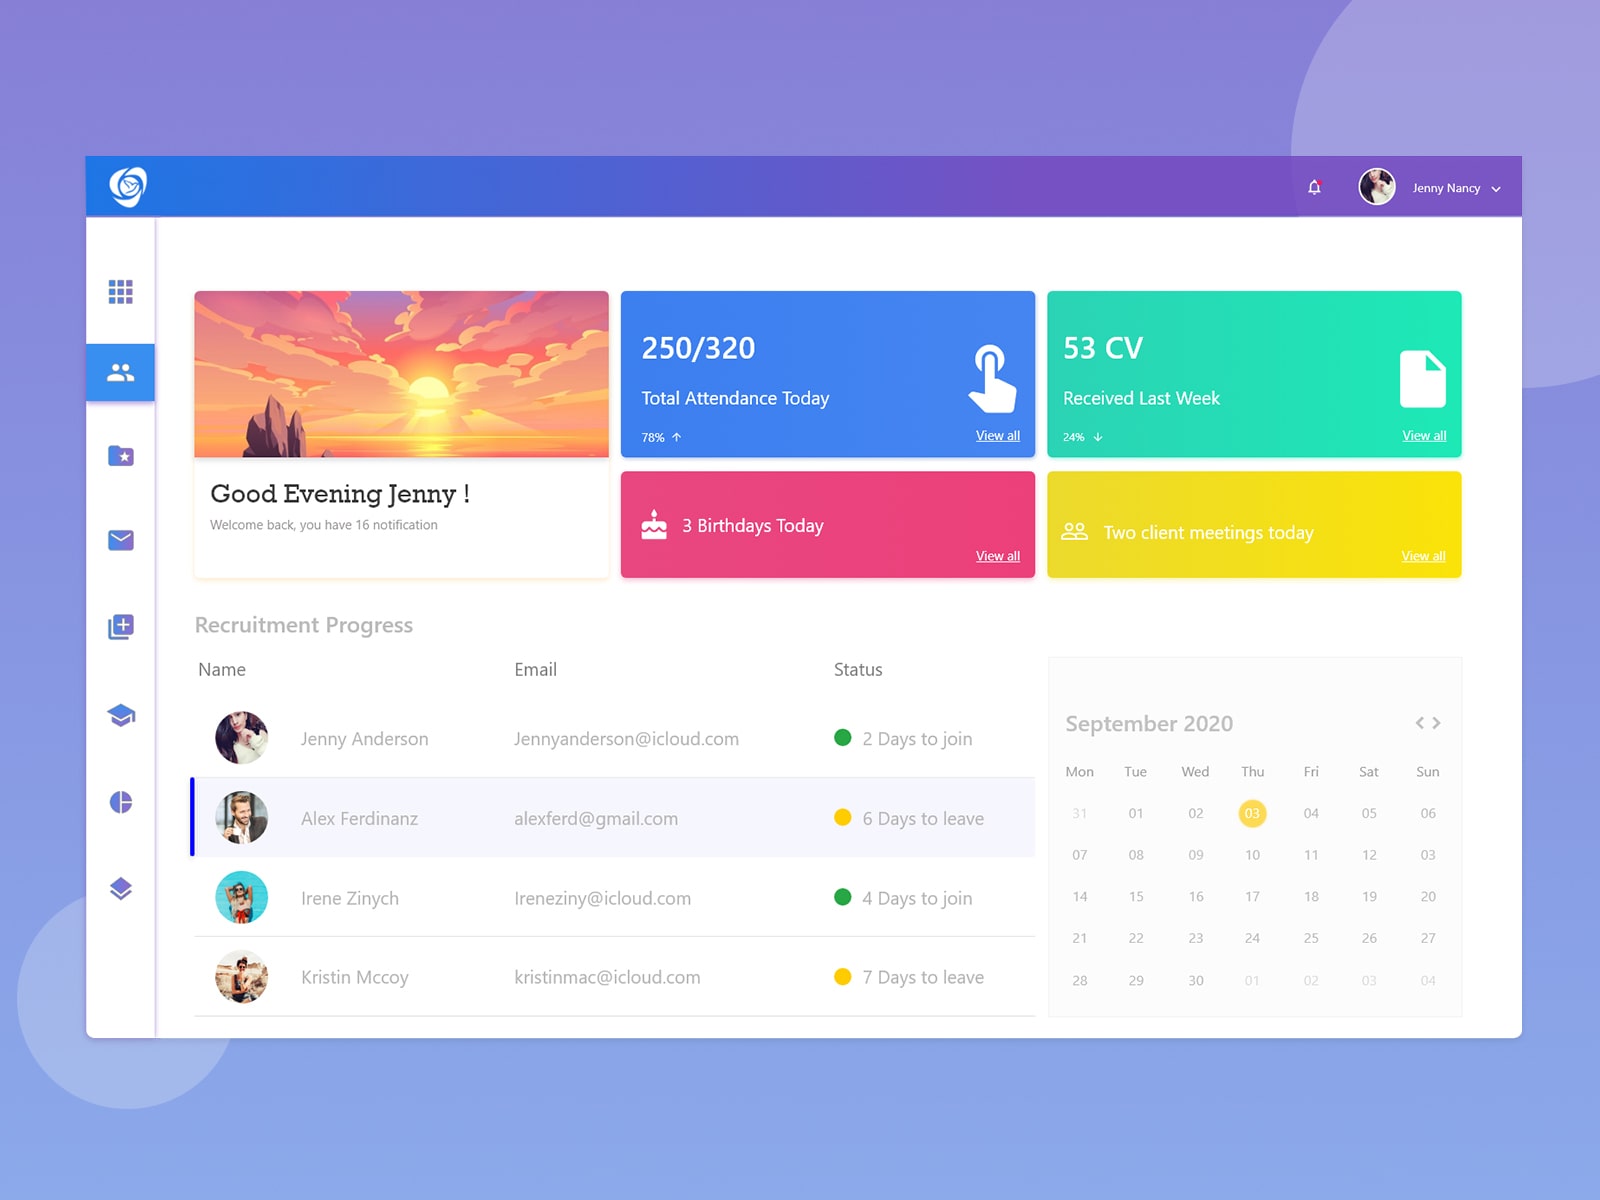 Jenny Nancy
250/320
Total Attendance Today
78%
View all
53 CV
Received Last Week
24%
View all
Good Evening Jenny !
Welcome back, you have 16 notification
3 Birthdays Today
View all
Two client meetings today
View all
Recruitment Progress
Name Email Status
Jenny Anderson Jennyanderson@icloud.com 2 Days to join
Alex Ferdinanz alexferd@gmail.com 6 Days to leave
Irene Zinych Ireneziny@icloud.com 4 Days to join
Kristin Mccoy kristinmac@icloud.com 7 Days to leave
September 2020
Mon Tue Wed Thu Fri Sat Sun
31 01 02 03 04 05 06
07 08 09 10 11 12 03
14 15 16 17 18 19 20
21 22 23 24 25 26 27
28 29 30 01 02 03 04